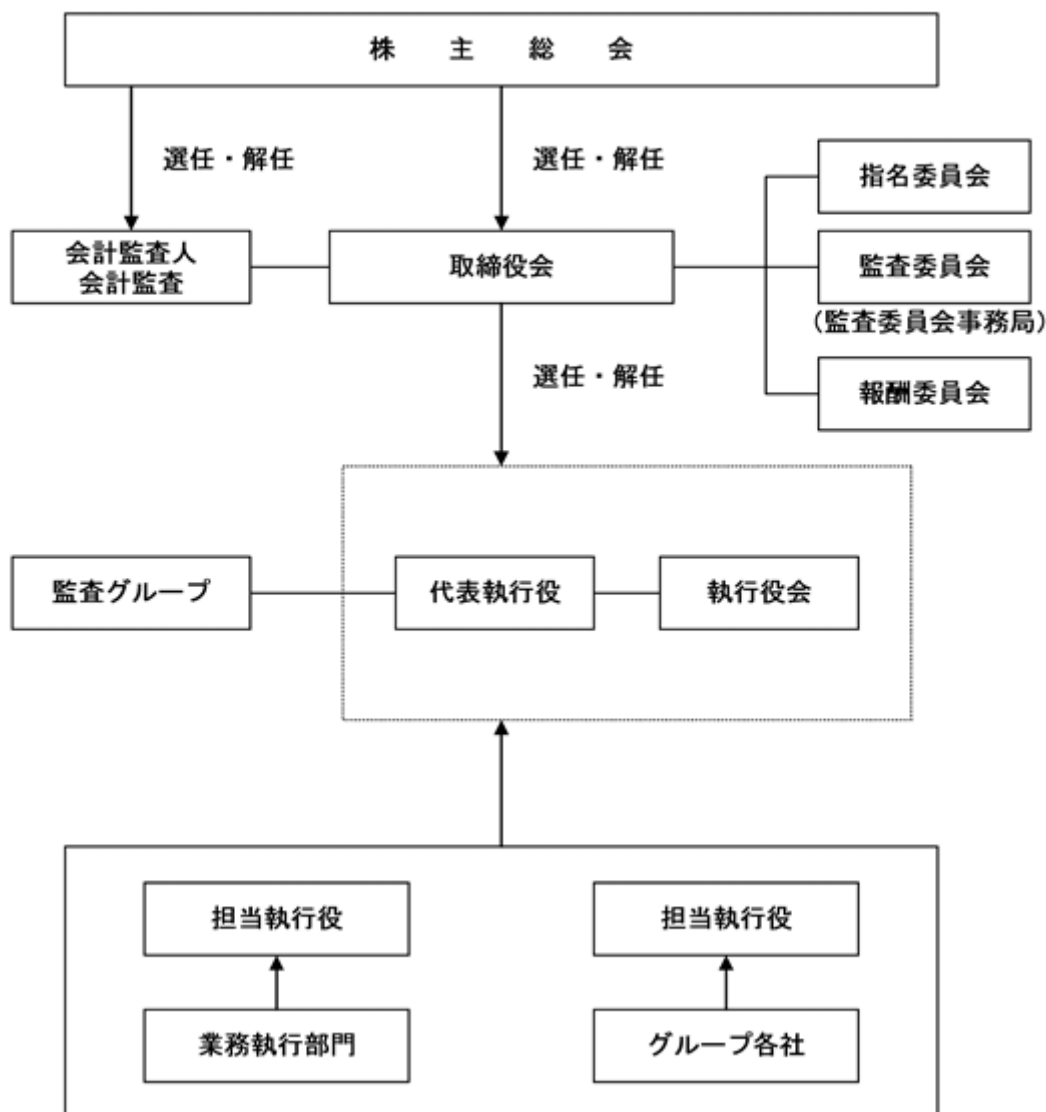 株主総会
選任・解任
選任・解任
指名委員会
会計監査人
会計監査
取締役会
監査委員会
(監査委員会事務局)
選任・解任
報酬委員会
監査グループ
代表執行役
執行役会
担当執行役
担当執行役
業務執行部門
グループ各社